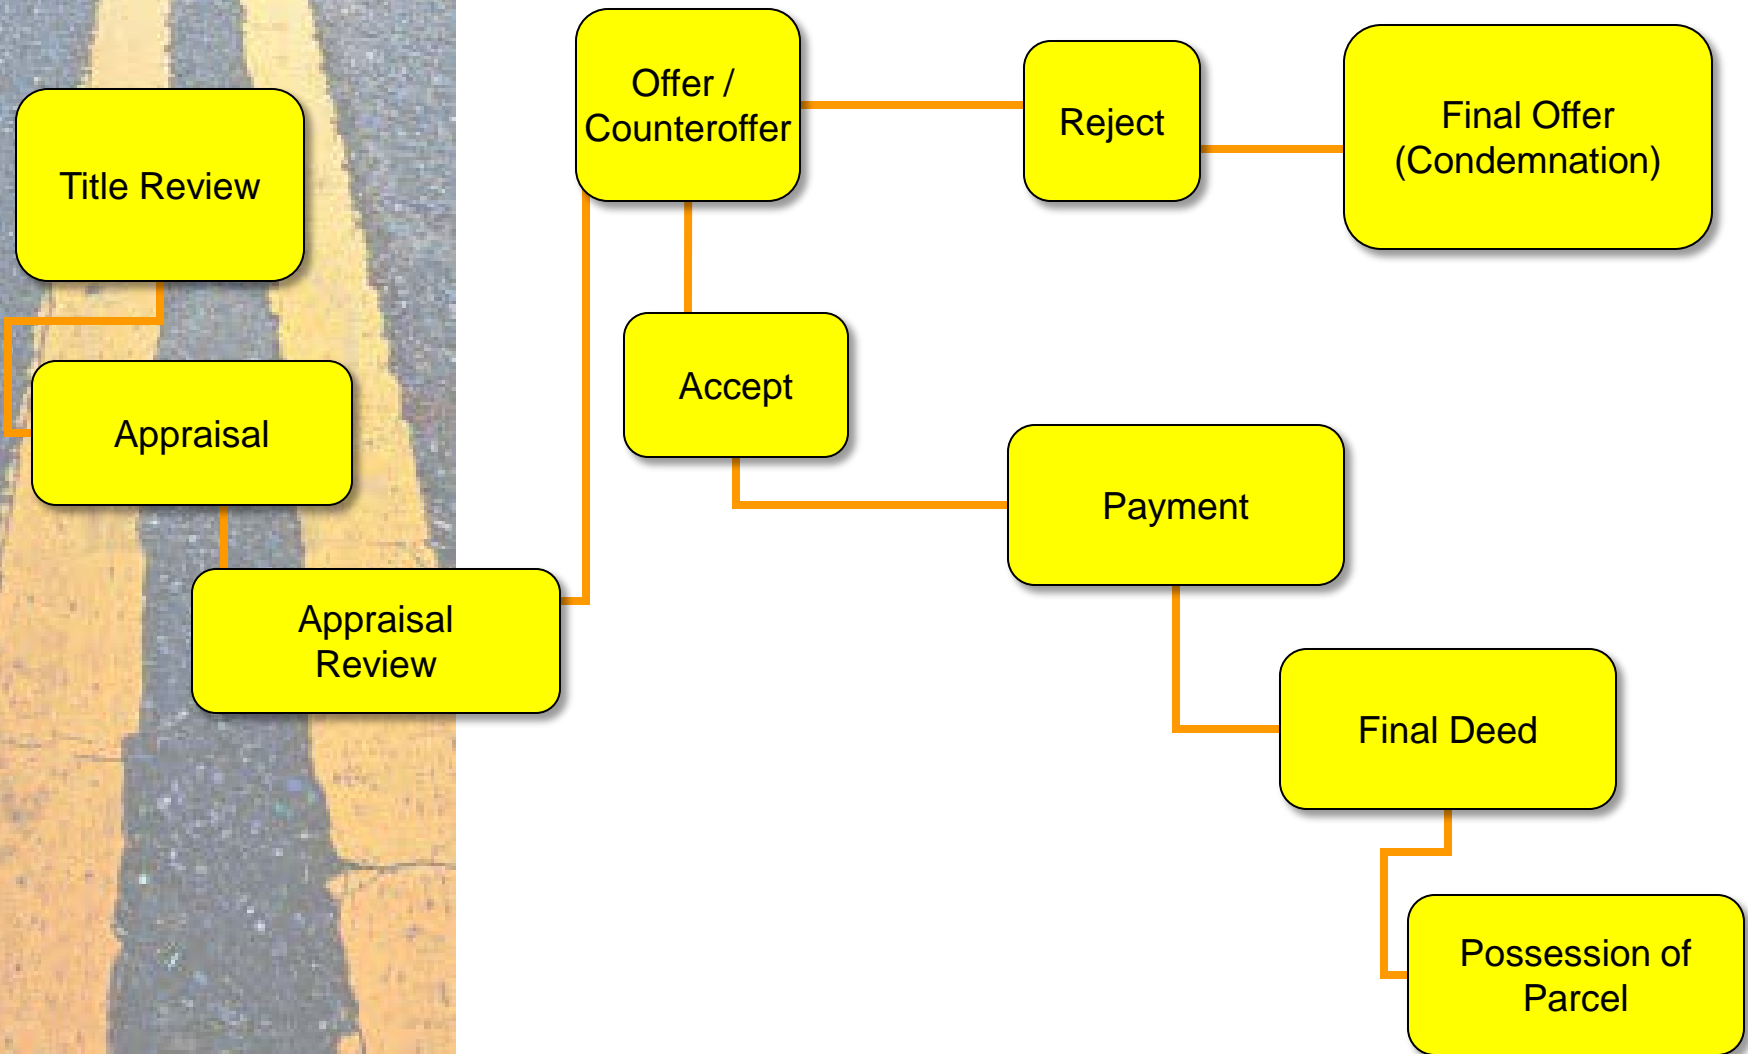 Title Review
Appraisal
Appraisal
Review
Offer /
Counteroffer
Reject
Final Offer
(Condemnation)
Accept
Payment
Final Deed
Possession of
Parcel